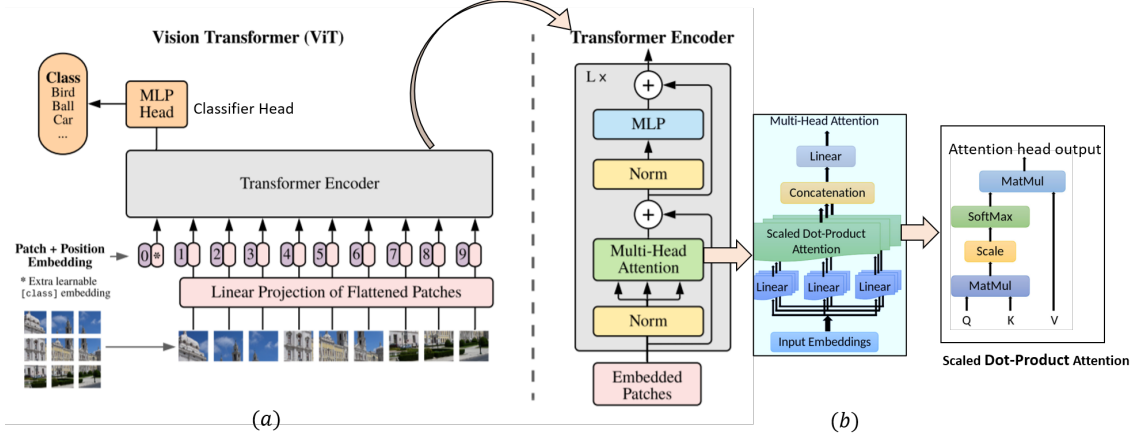 Vision Transformer (ViT)
Class
Bird
Ball
Car
...
MLP
Head
Classifier Head
Transformer Encoder
Patch + Position
Embedding
0 * 1 2 3 4 5 6 7 8 9
* Extra learnable
[class] embedding
Linear Projection of Flattened Patches
(a)
Transformer Encoder
L x
+
MLP
Norm
+
Multi-Head
Attention
Norm
Embedded
Patches
Multi-Head Attention
Linear
Concatenation
Scaled Dot-Product
Attention
Linear Linear Linear
Input Embeddings
(b)
Attention head output
MatMul
SoftMax
Scale
MatMul
Q K V
Scaled Dot-Product Attention